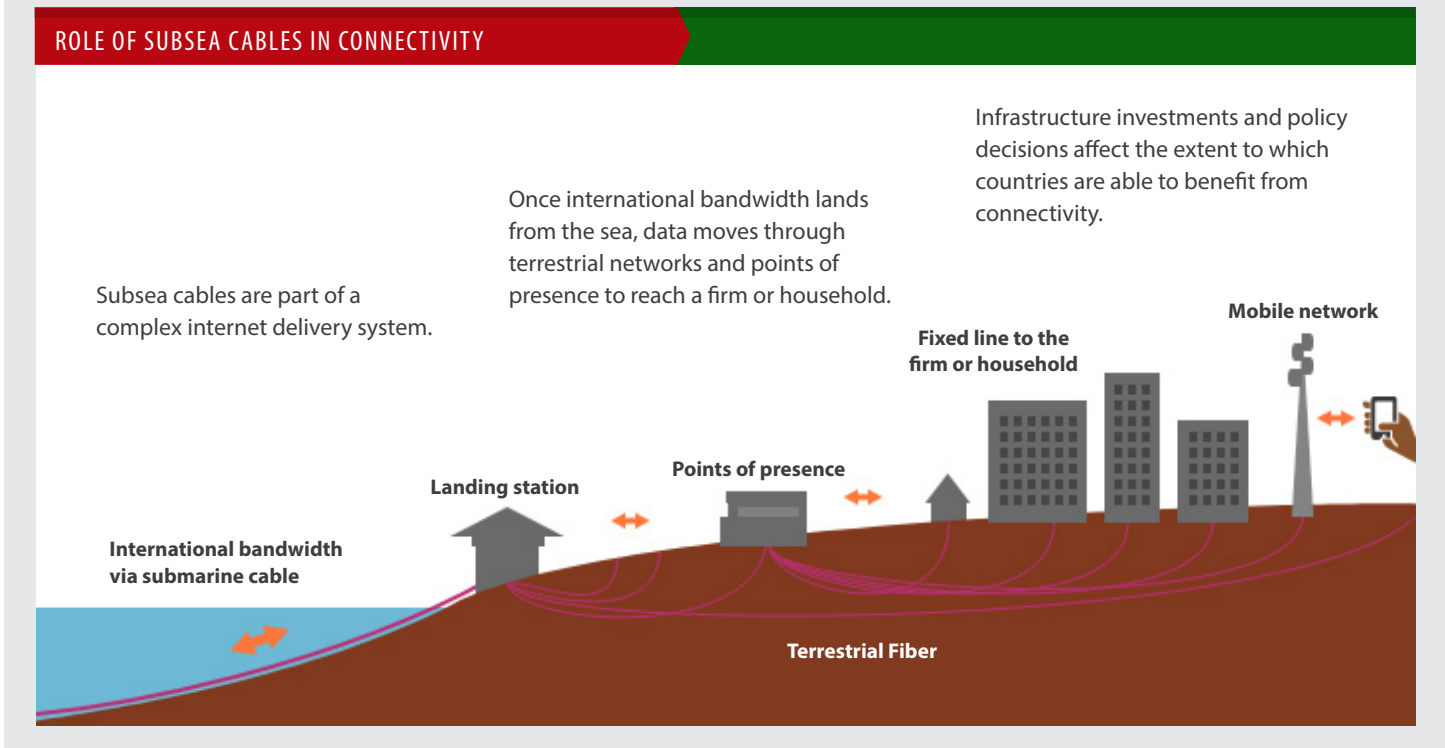 ROLE OF SUBSEA CABLES IN CONNECTIVITY
Subsea cables are part of a
complex internet delivery system.
Once international bandwidth lands
from the sea, data moves through
terrestrial networks and points of
presence to reach a firm or household.
Infrastructure investments and policy
decisions affect the extent to which
countries are able to benefit from
connectivity.
International bandwidth
via submarine cable
Landing station
Points of presence
Fixed line to the
firm or household
Mobile network
Terrestrial Fiber